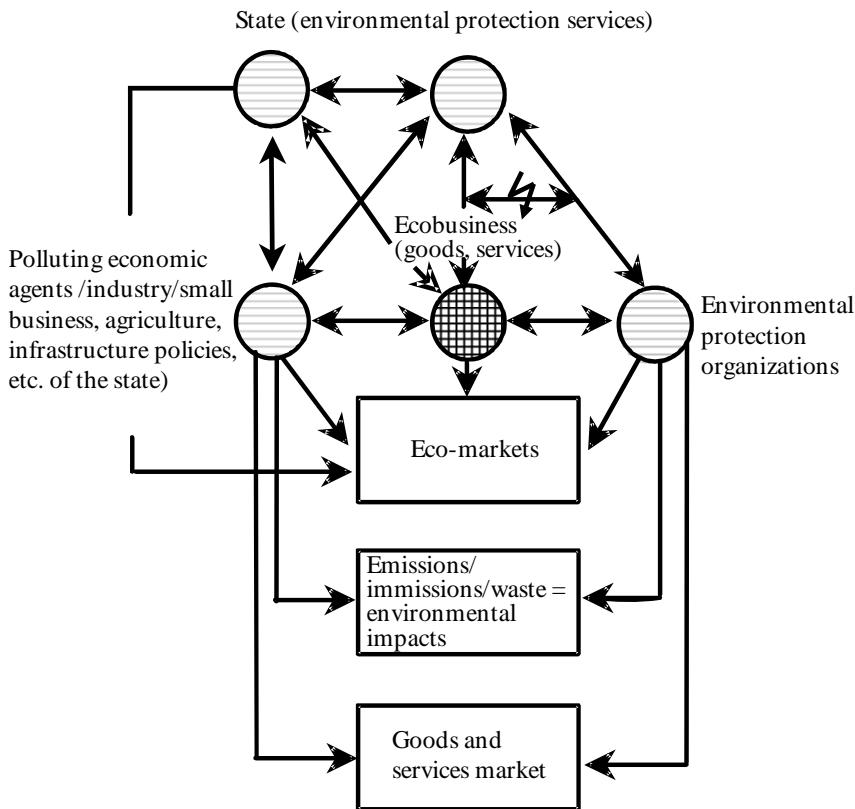 State (environmental protection services)
Ecobusiness
(goods, services)
Polluting economic
agents /industry/small
business, agriculture,
infrastructure policies,
etc. of the state)
Environmental
protection
organizations
Eco-markets
Emissions/
immissions/waste =
environmental
impacts
Goods and
services market